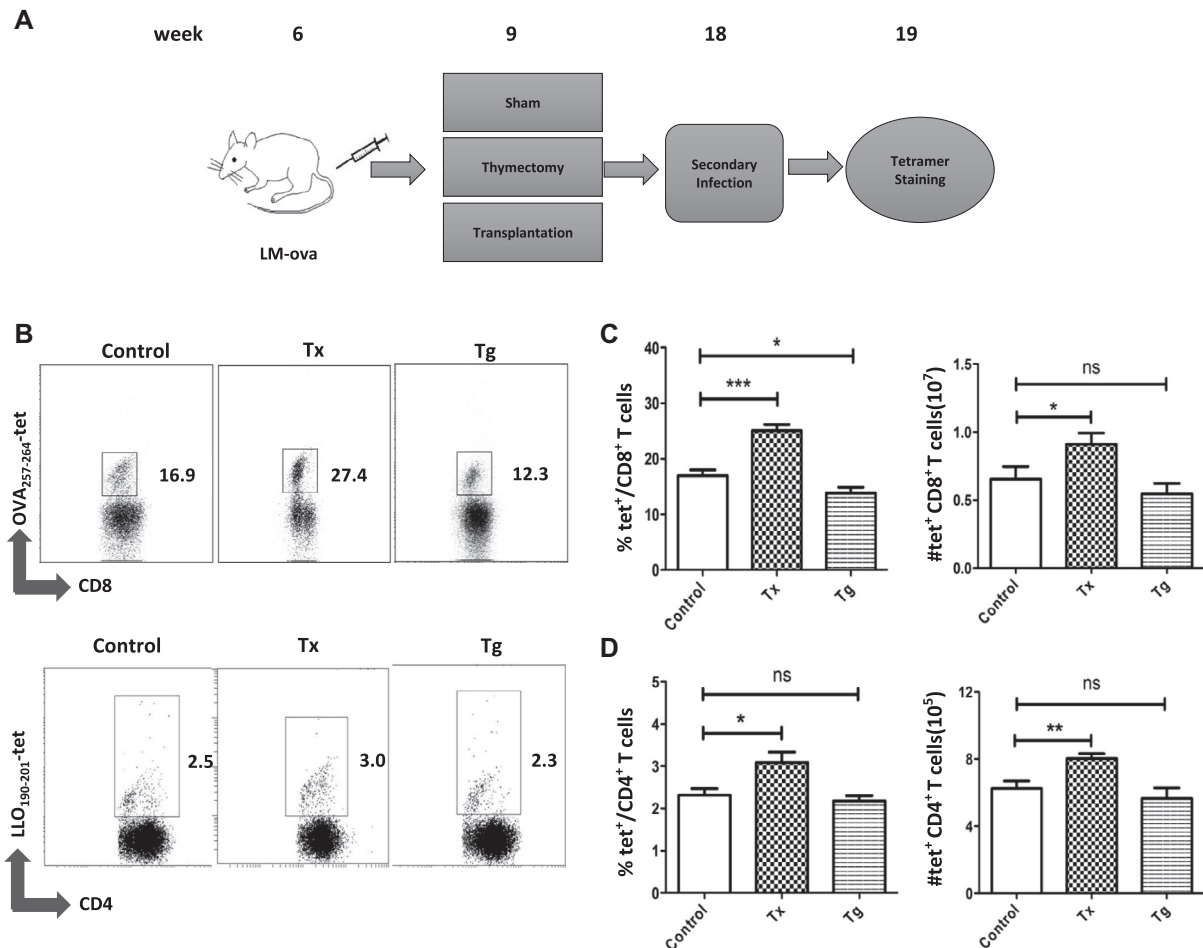 A
week 6 9 18 19
Sham
Thymectomy
Transplantation
Secondary
Infection
Tetramer
Staining
LM-ova
B
Control Tx Tg
OVA257-264-tet
16.9
27.4
12.3
CD8
Control Tx Tg
LLO190-201-tet
2.5
3.0
2.3
CD4
C
% tet+/CD8+ T cells
40
30
20
10
0
*
***
Control
Tx
Tg
#tet+ CD8+ T cells(10^7)
1.5
1.0
0.5
0.0
ns
*
Control
Tx
Tg
D
% tet+/CD4+ T cells
5
4
3
2
1
0
ns
*
Control
Tx
Tg
#tet+ CD4+ T cells(10^5)
12
8
4
0
ns
**
Control
Tx
Tg